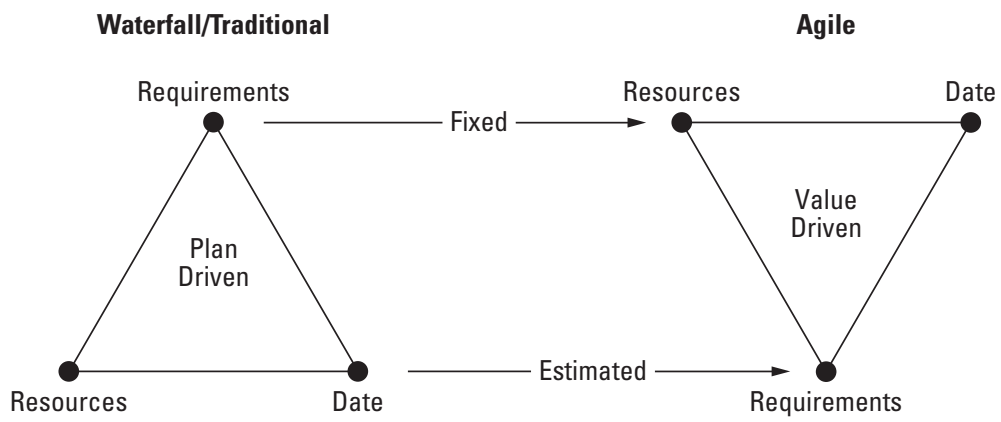 Waterfall/Traditional
Agile
Requirements
Fixed
Resources
Date
Plan
Driven
Value
Driven
Resources
Date
Estimated
Requirements